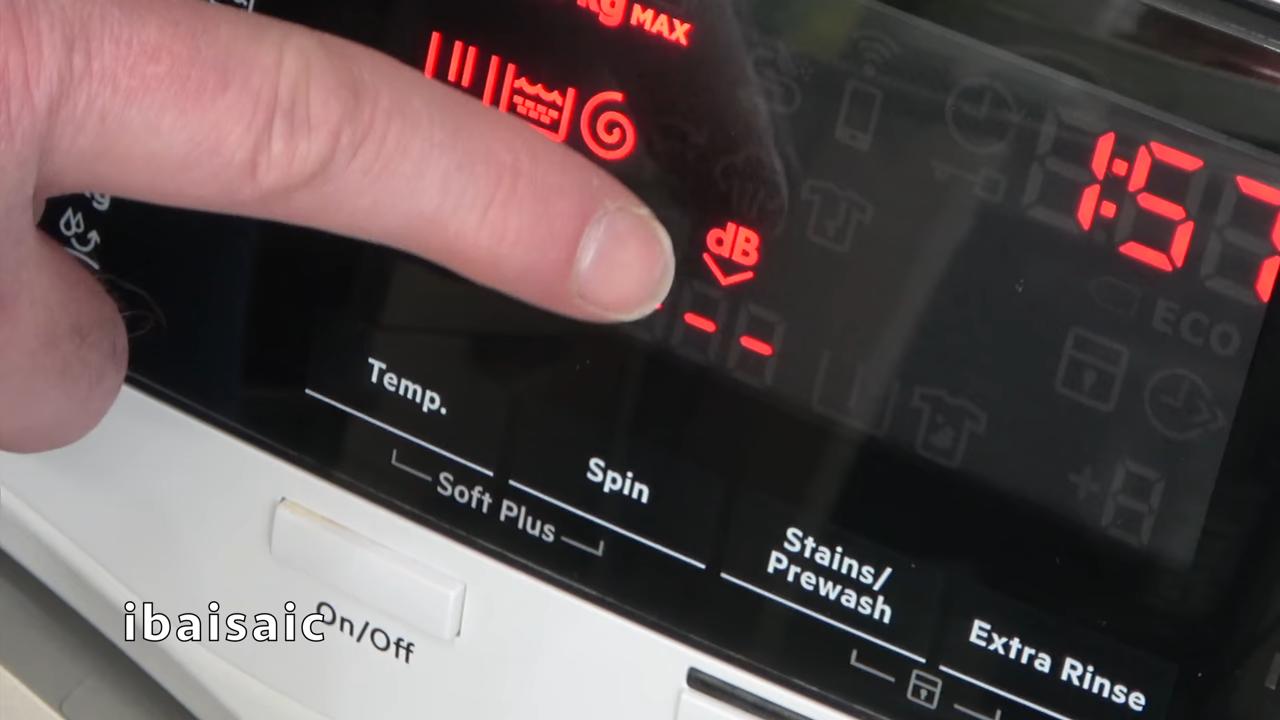 kg MAX
1:57
dB
---
ECO
Temp.
Spin
Soft Plus
Stains/
Prewash
Extra Rinse
On/Off
ibaisaic